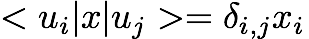 < u_i|x|u_j >= δ_{i,j}x_i